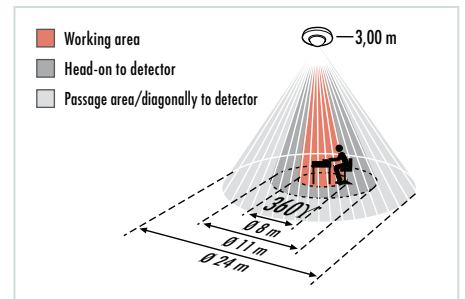 Working area
3,00 m
Head-on to detector
Passage area/diagonally to detector
360°
Ø 8 m
Ø 11 m
Ø 24 m